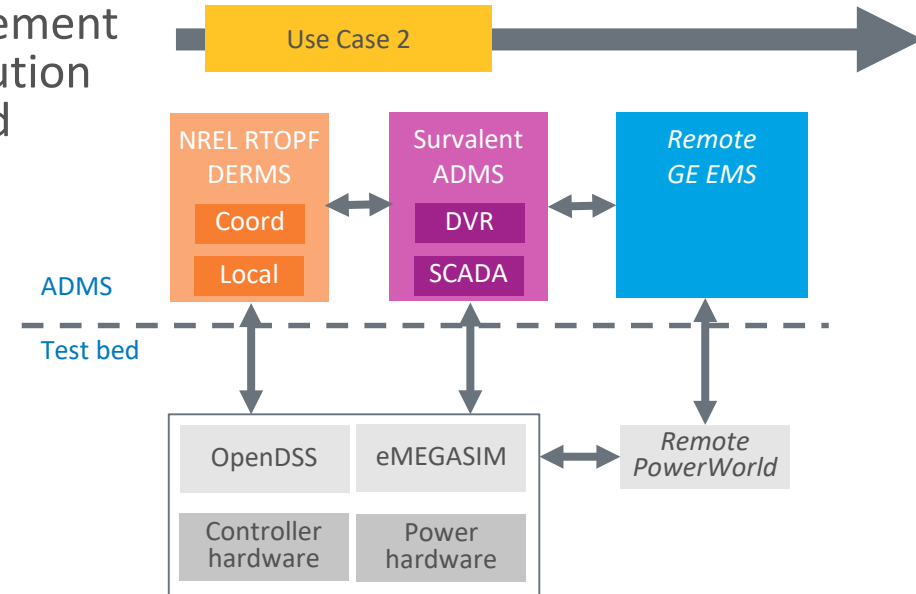 ement
ution
d
Use Case 2
NREL RTOPF
DERMS
Coord
Local
Survalent
ADMS
DVR
SCADA
Remote
GE EMS
ADMS
Test bed
OpenDSS
eMEGASIM
Controller
hardware
Power
hardware
Remote
PowerWorld